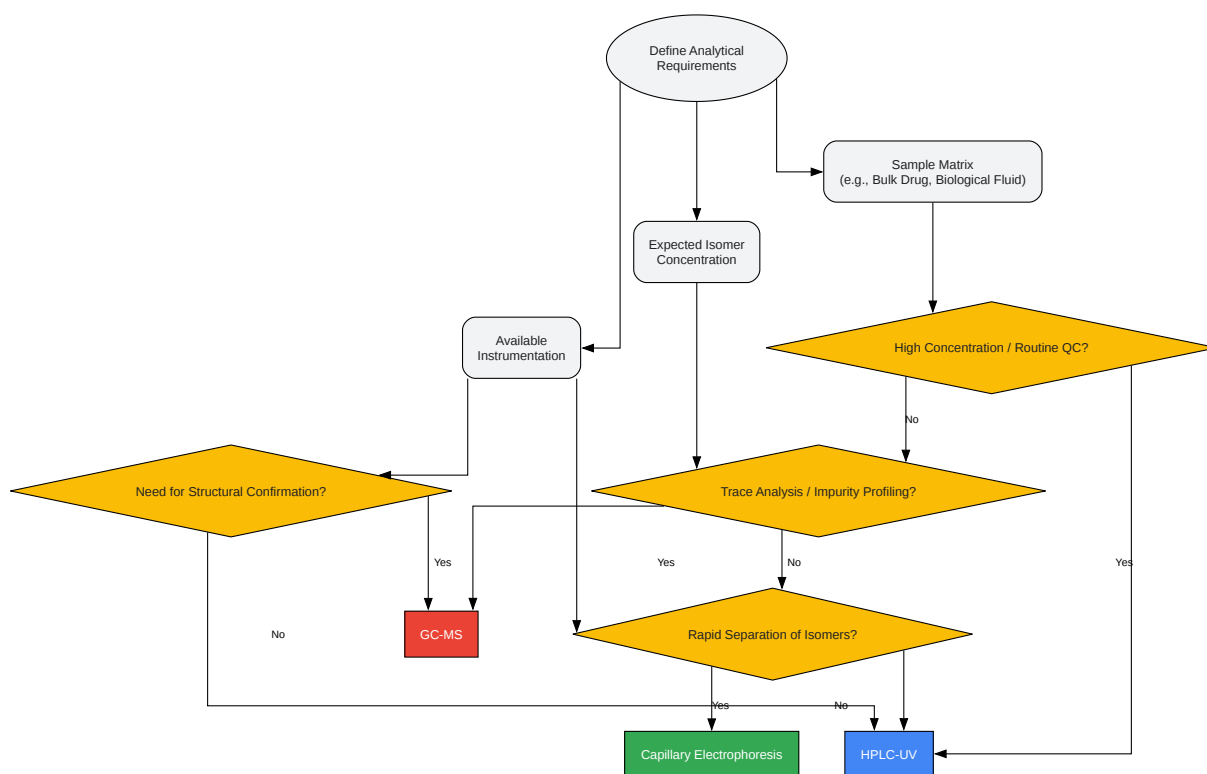 Define Analytical
Requirements
Sample Matrix
(e.g., Bulk Drug, Biological Fluid)
Expected Isomer
Concentration
Available
Instrumentation
High Concentration / Routine QC?
No
Need for Structural Confirmation?
Trace Analysis / Impurity Profiling?
Yes
Yes
No
Yes
GC-MS
No
Rapid Separation of Isomers?
Yes
No
Capillary Electrophoresis
HPLC-UV